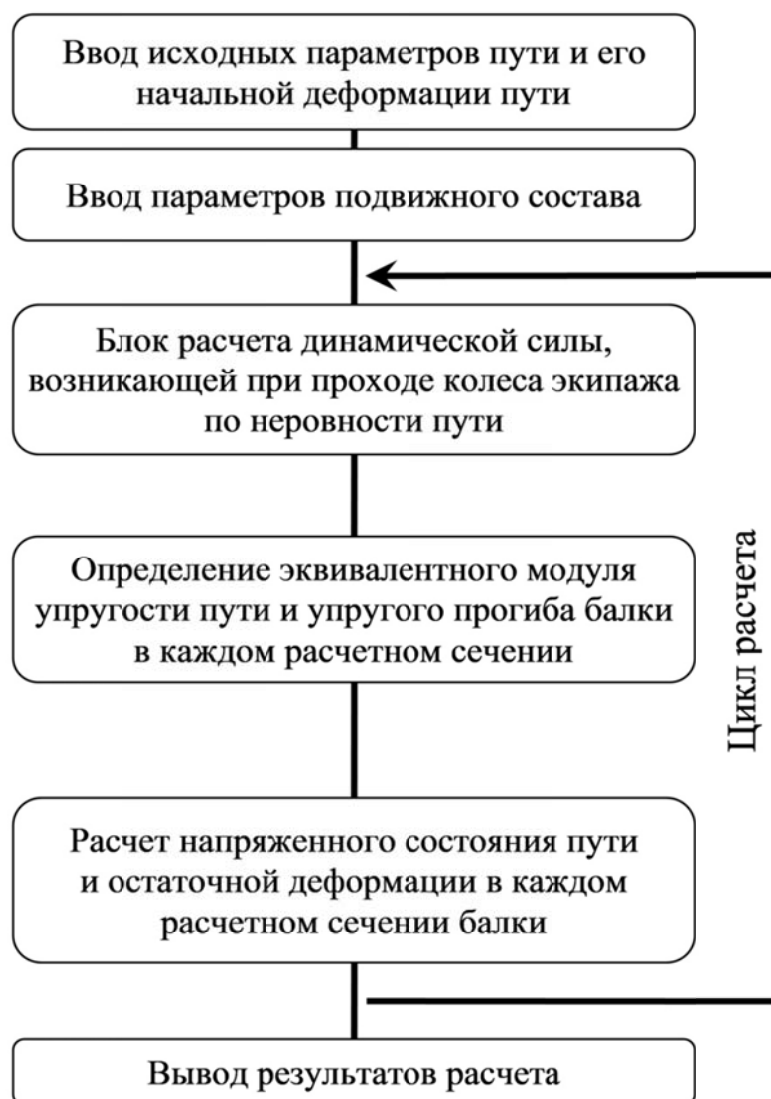 Ввод исходных параметров пути и его
начальной деформации пути
Ввод параметров подвижного состава
Блок расчета динамической силы,
возникающей при проходе колеса экипажа
по неровности пути
Определение эквивалентного модуля
упругости пути и упругого прогиба балки
в каждом расчетном сечении
Цикл расчета
Расчет напряженного состояния пути
и остаточной деформации в каждом
расчетном сечении балки
Вывод результатов расчета